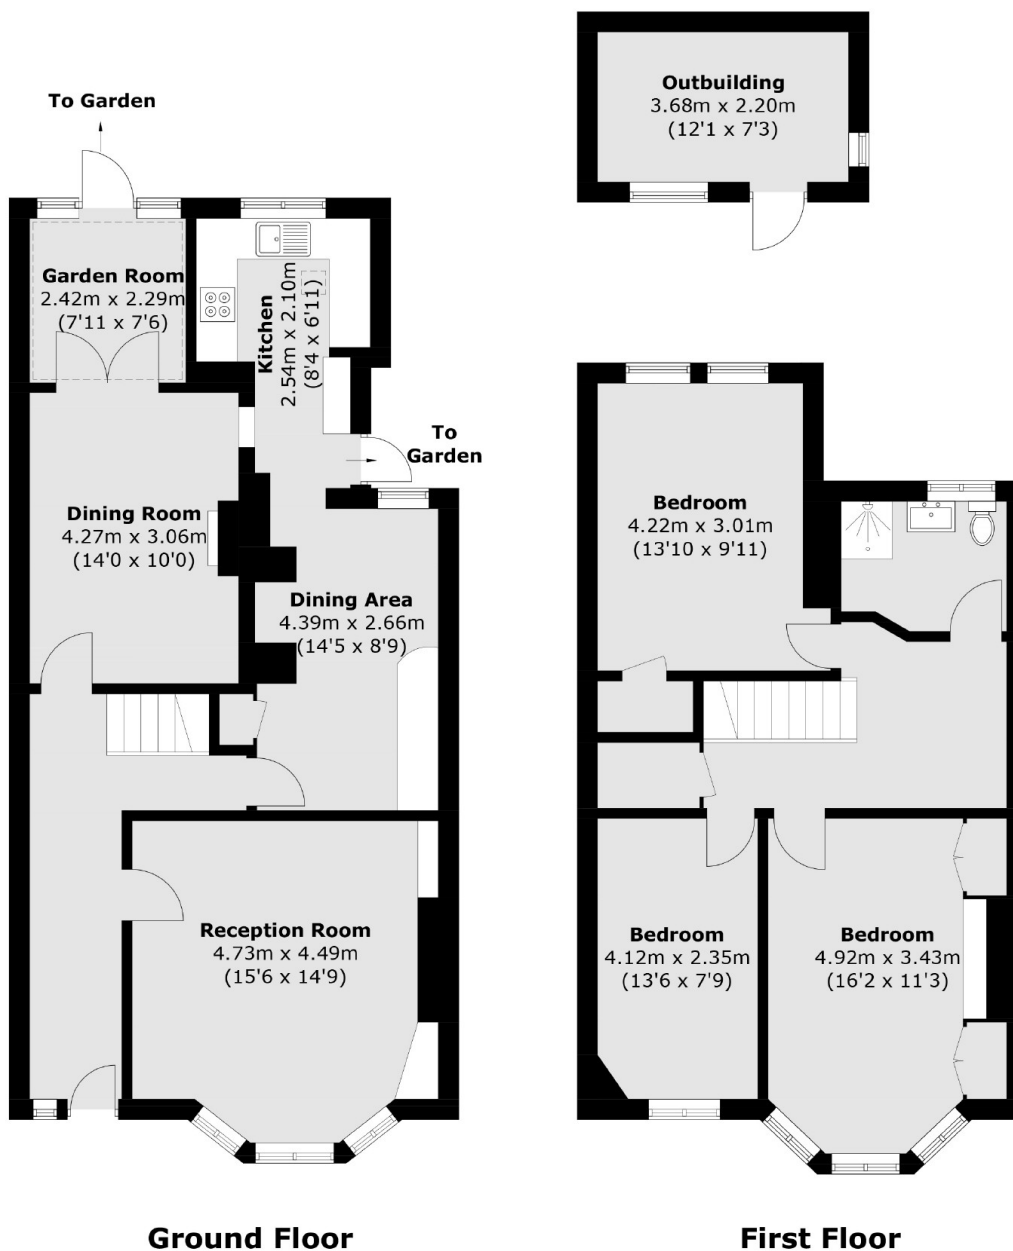 Outbuilding
3.68m x 2.20m
(12'1 x 7'3)
To Garden
Garden Room
2.42m x 2.29m
(7'11 x 7'6)
Kitchen
2.54m x 2.10m
(8'4 x 6'11)
To
Garden
Dining Room
4.27m x 3.06m
(14'0 x 10'0)
Dining Area
4.39m x 2.66m
(14'5 x 8'9)
Reception Room
4.73m x 4.49m
(15'6 x 14'9)
Bedroom
4.22m x 3.01m
(13'10 x 9'11)
Bedroom
4.12m x 2.35m
(13'6 x 7'9)
Bedroom
4.92m x 3.43m
(16'2 x 11'3)
Ground Floor
First Floor